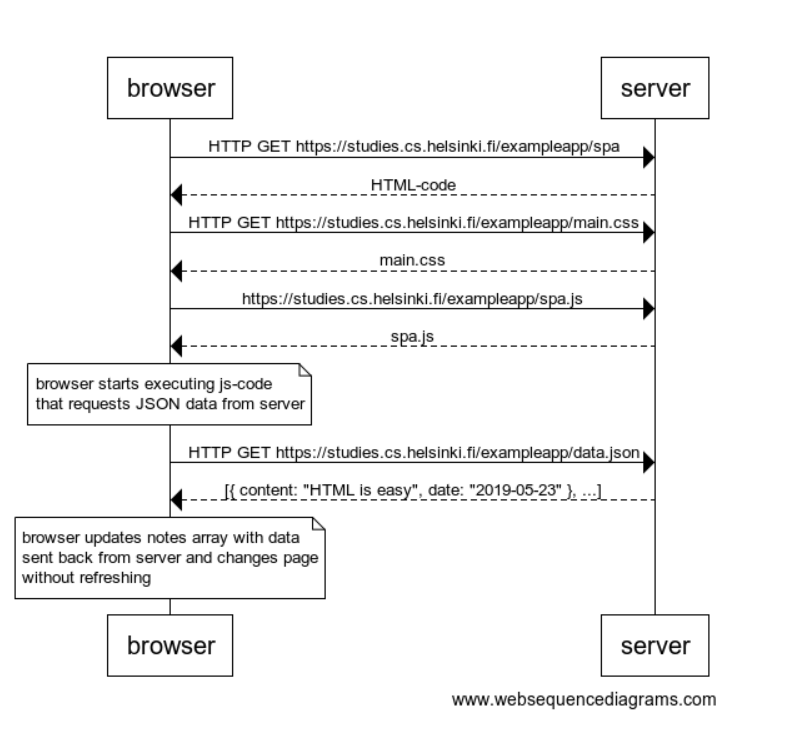 browser
server
HTTP GET https://studies.cs.helsinki.fi/exampleapp/spa
HTML-code
HTTP GET https://studies.cs.helsinki.fi/exampleapp/main.css
main.css
https://studies.cs.helsinki.fi/exampleapp/spa.js
spa.js
browser starts executing js-code
that requests JSON data from server
HTTP GET https://studies.cs.helsinki.fi/exampleapp/data.json
[{ content: "HTML is easy", date: "2019-05-23" }, ...]
browser updates notes array with data
sent back from server and changes page
without refreshing
browser
server
www.websequencediagrams.com